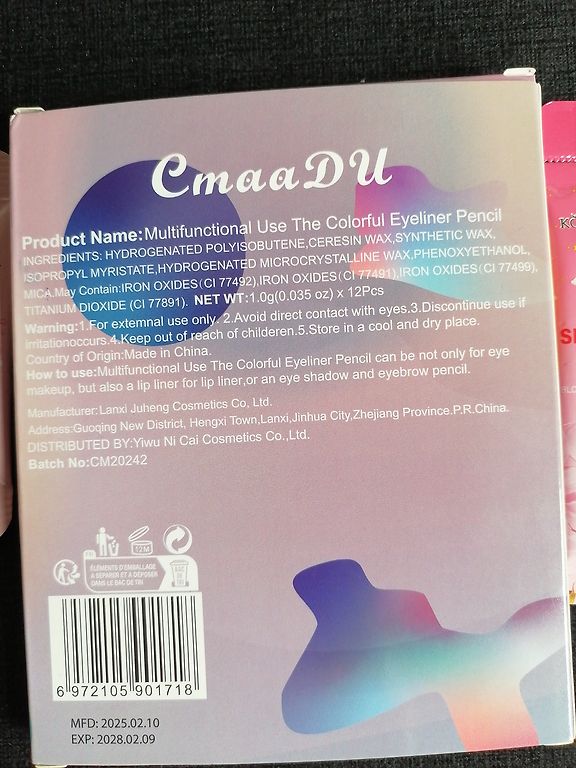 CmaaDU
Product Name:Multifunctional Use The Colorful Eyeliner Pencil
INGREDIENTS: HYDROGENATED POLYISOBUTENE,CERESIN WAX,SYNTHETIC WAX,
ISOPROPYL MYRISTATE,HYDROGENATED MICROCRYSTALLINE WAX,PHENOXYETHANOL,
MICA.May Contain:IRON OXIDES (CI 77492),IRON OXIDES(CI 77491),IRON OXIDES(CI 77499),
TITANIUM DIOXIDE (CI 77891). NET WT:1.0g(0.035 oz) x 12Pcs
Warning:1.For extemnal use only. 2.Avoid direct contact with eyes.3.Discontinue use if
irritationoccurs.4.Keep out of reach of childeren.5.Store in a cool and dry place.
Country of Origin:Made in China.
How to use:Multifunctional Use The Colorful Eyeliner Pencil can be not only for eye
makeup, but also a lip liner for lip liner,or an eye shadow and eyebrow pencil.
Manufacturer:Lanxi Juheng Cosmetics Co, Ltd.
Address:Guoqing New District, Hengxi Town,Lanxi,Jinhua City,Zhejiang Province.P.R.China.
DISTRIBUTED BY:Yiwu Ni Cai Cosmetics Co.,Ltd.
Batch No:CM20242
12M
FR
ÉLÉMENTS D'EMBALLAGE
A SÉPARER ET A DÉPOSER
DANS LE BAC DE TRI
BAC
DE
TRI
6 972105 901718
MFD: 2025.02.10
EXP: 2028.02.09